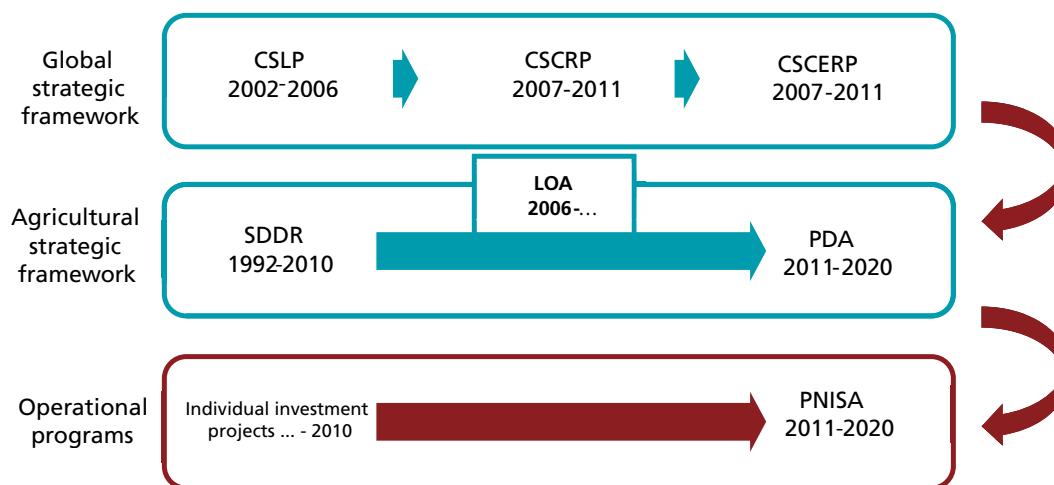 Global
strategic
framework
CSLP
2002-2006
CSCRP
2007-2011
CSCERP
2007-2011
LOA
2006-...
Agricultural
strategic
framework
SDDR
1992-2010
PDA
2011-2020
Operational
programs
Individual investment
projects ... - 2010
PNISA
2011-2020